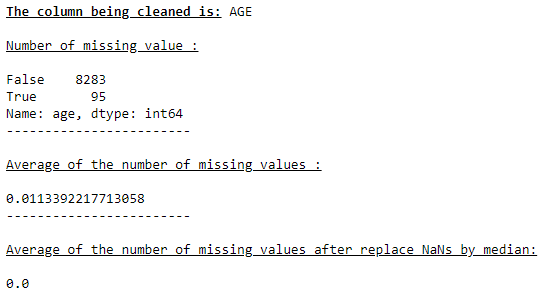 The column being cleaned is: AGE
Number of missing value :
False    8283
True       95
Name: age, dtype: int64
------------------------
Average of the number of missing values :
0.0113392217713058
------------------------
Average of the number of missing values after replace NaNs by median:
0.0